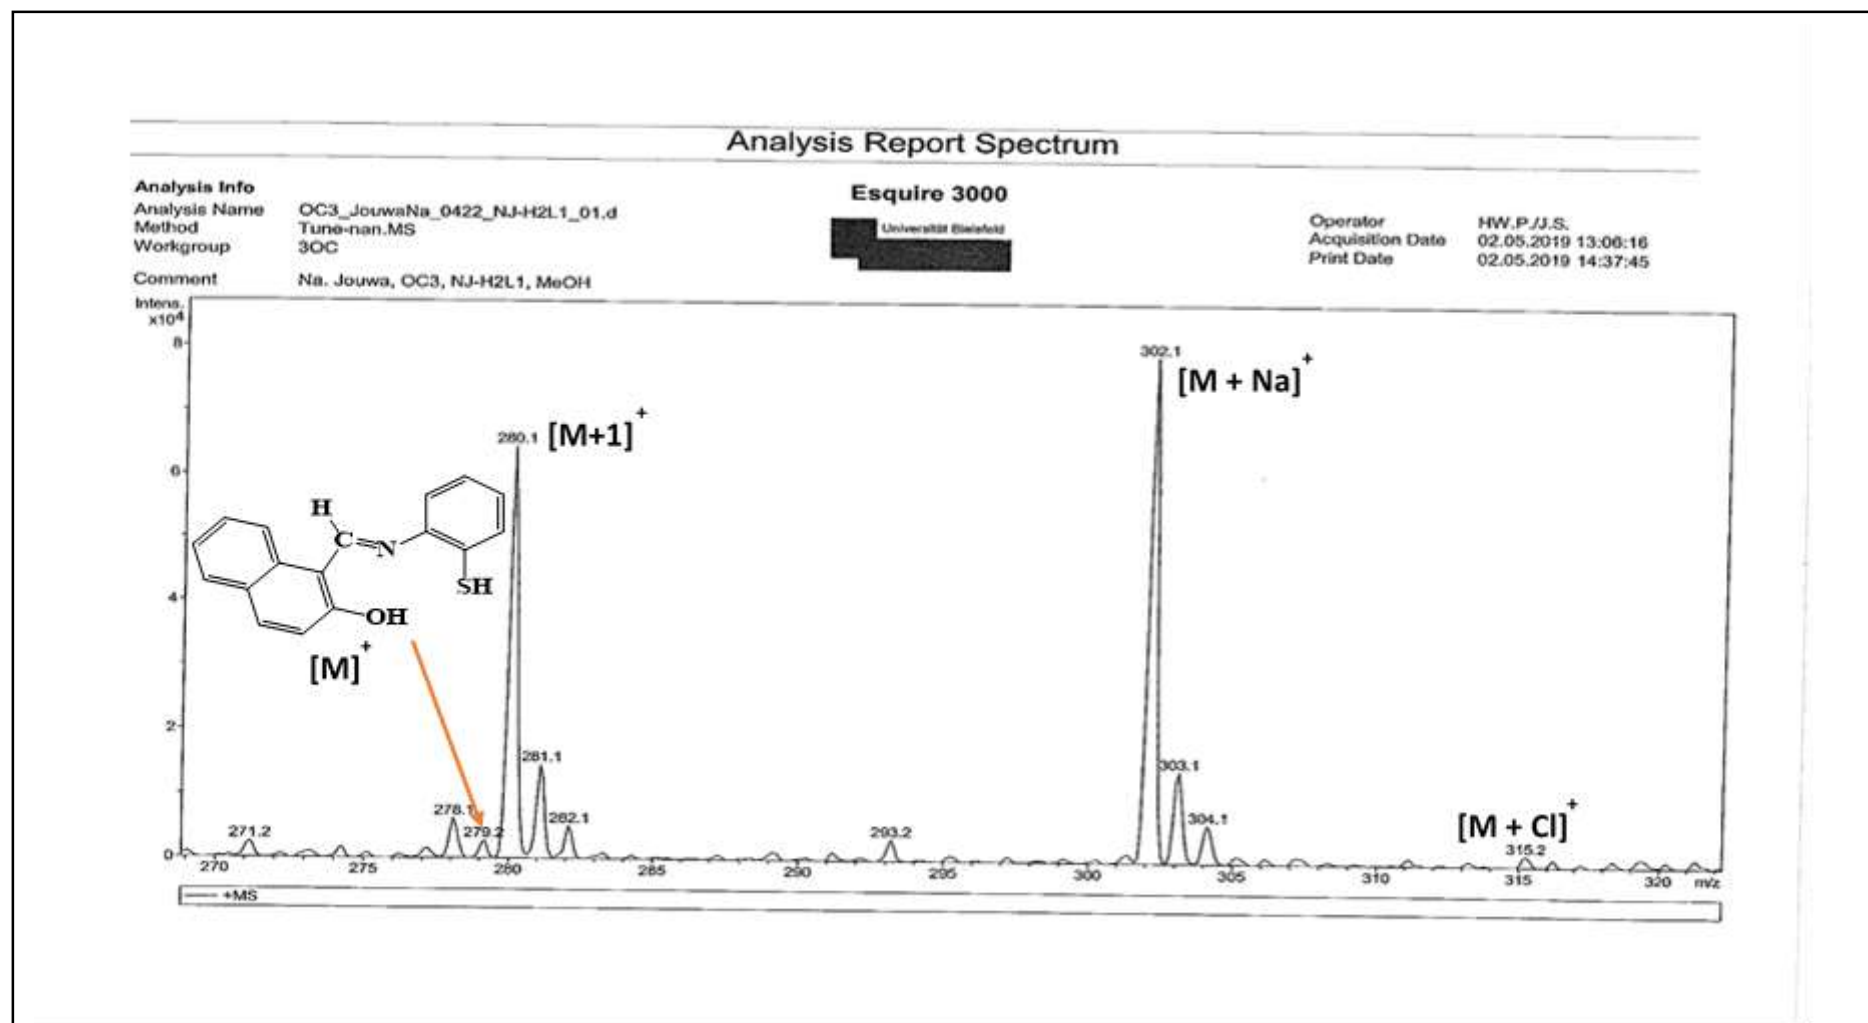 Analysis Report Spectrum
Analysis Info
Analysis Name OC3_JouwaNa_0422_NJ-H2L1_01.d
Method Tune-nan.MS
Workgroup 3OC
Comment Na. Jouwa, OC3, NJ-H2L1, MeOH
Esquire 3000
Universität Bielefeld
Operator HW.P./J.S.
Acquisition Date 02.05.2019 13:06:16
Print Date 02.05.2019 14:37:45
Intens.
x10⁴
8
6
4
2
0
302.1
[M + Na]⁺
280.1
[M+1]⁺
H
C
N
SH
OH
[M]⁺
281.1
303.1
278.1
279.2
282.1
271.2
293.2
304.1
[M + Cl]⁺
315.2
270 275 280 285 290 295 300 305 310 315 320 m/z
+MS